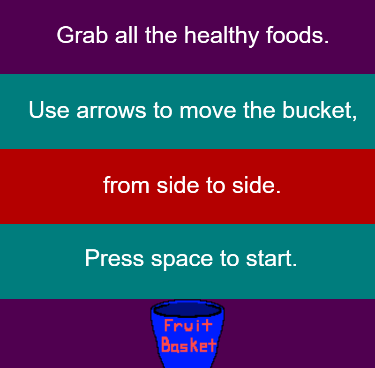 Grab all the healthy foods.
Use arrows to move the bucket,
from side to side.
Press space to start.
Fruit
Basket